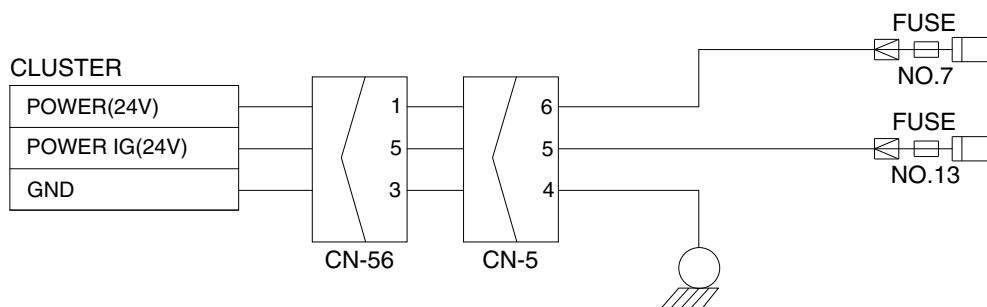 FUSE
NO.7
CLUSTER
POWER(24V) 1 6
FUSE
POWER IG(24V) 5 5
NO.13
GND 3 4
CN-56 CN-5